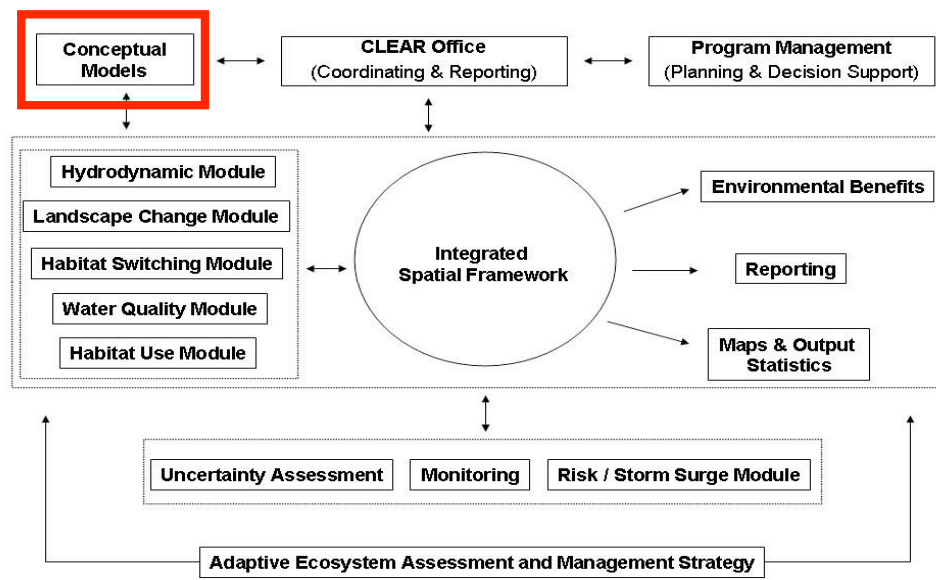 Conceptual
Models
CLEAR Office
(Coordinating & Reporting)
Program Management
(Planning & Decision Support)
Hydrodynamic Module
Landscape Change Module
Habitat Switching Module
Water Quality Module
Habitat Use Module
Integrated
Spatial Framework
Environmental Benefits
Reporting
Maps & Output
Statistics
Uncertainty Assessment
Monitoring
Risk / Storm Surge Module
Adaptive Ecosystem Assessment and Management Strategy